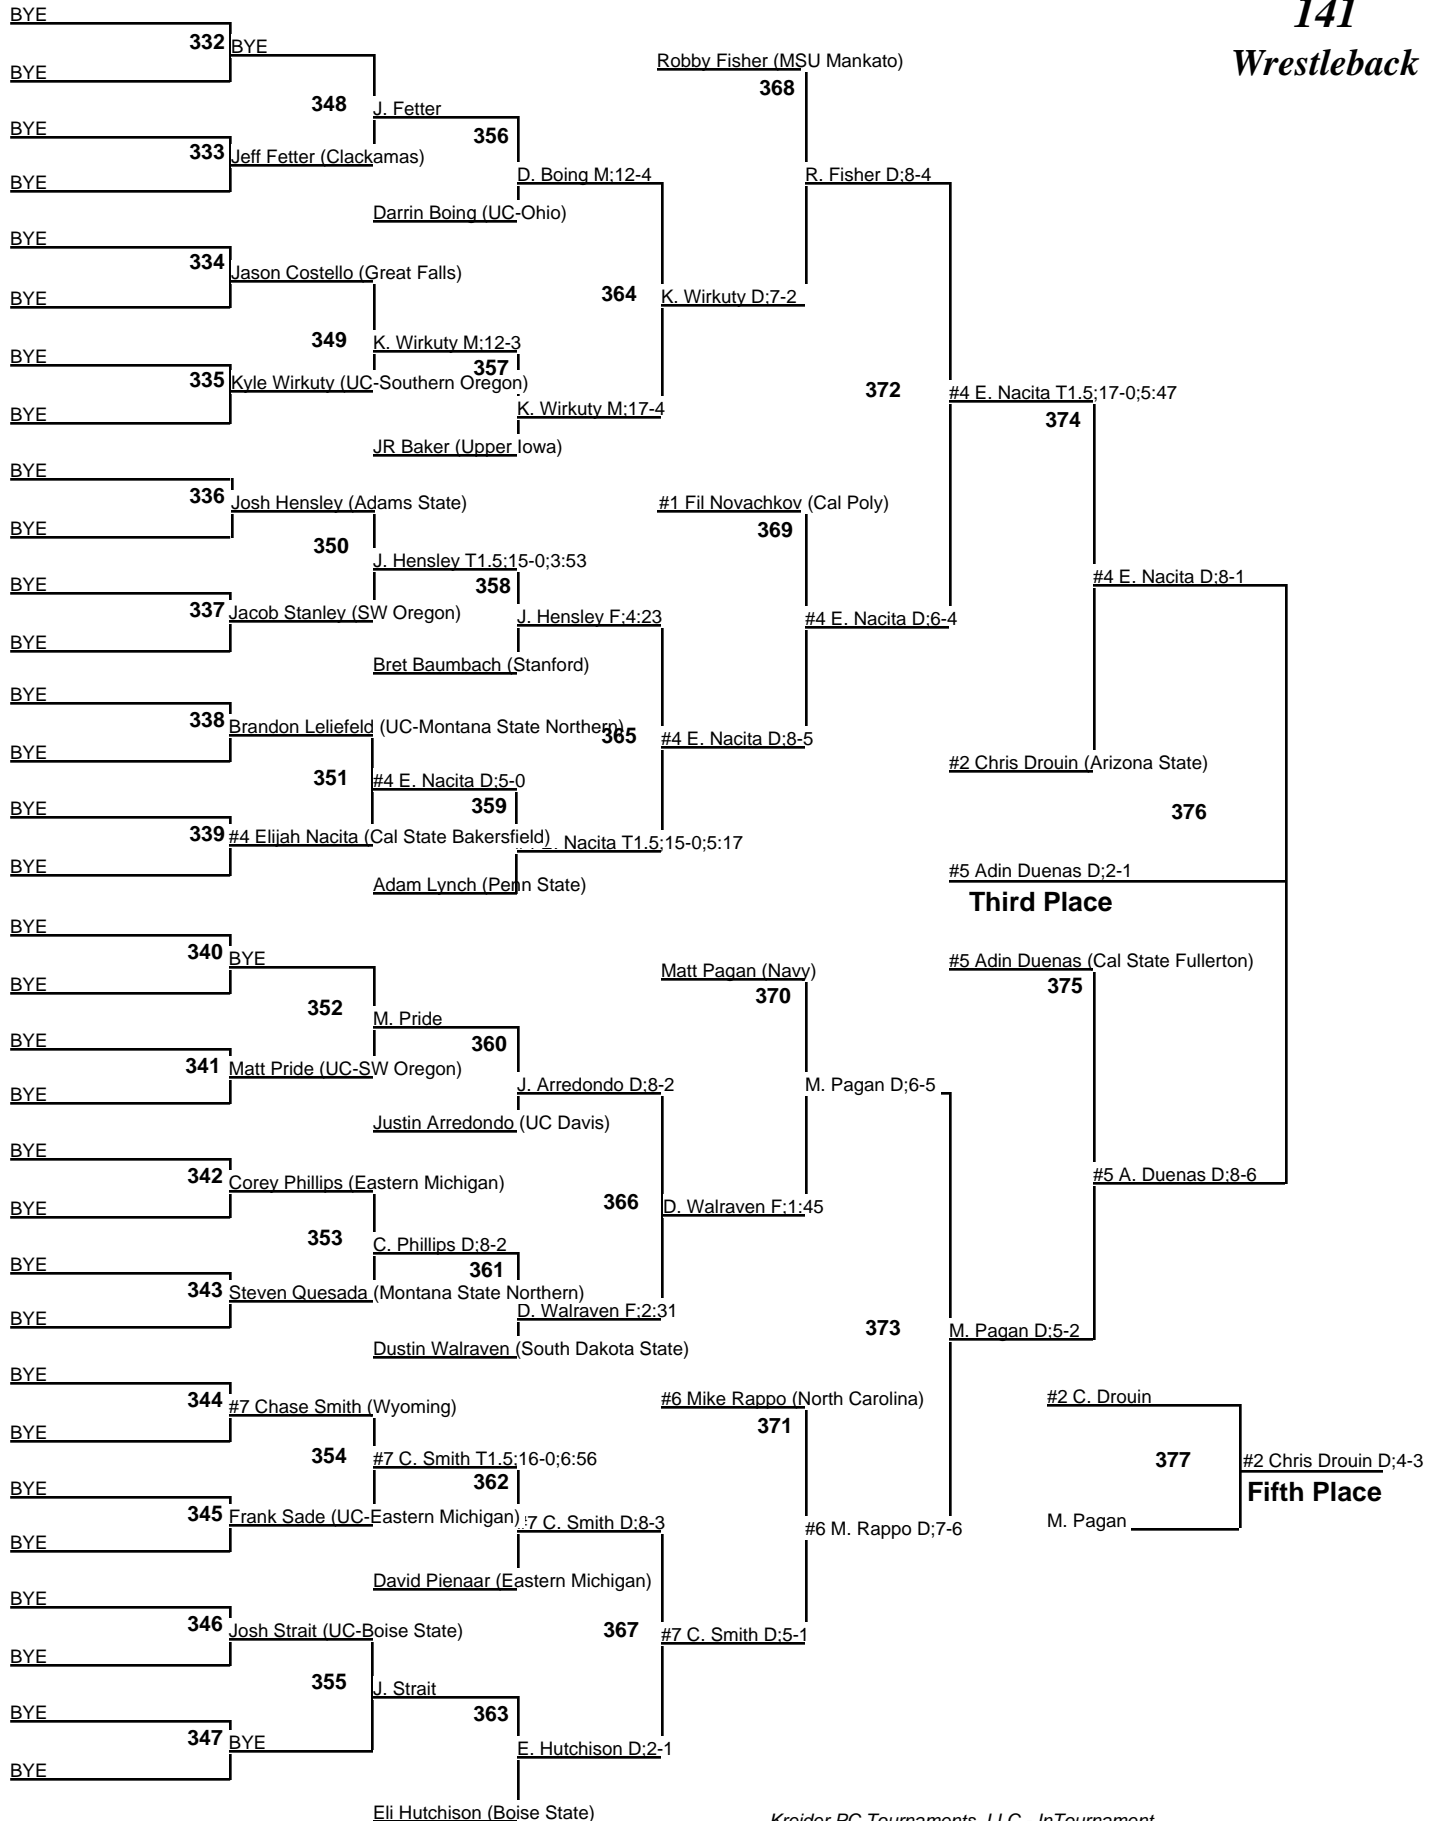 141
Wrestleback
BYE
332
BYE
BYE
Robby Fisher (MSU Mankato)
368
348
J. Fetter
BYE
356
333
Jeff Fetter (Clackamas)
BYE
D. Boing M;12-4
R. Fisher D;8-4
Darrin Boing (UC-Ohio)
BYE
334
Jason Costello (Great Falls)
BYE
364
K. Wirkuty D;7-2
349
K. Wirkuty M;12-3
BYE
357
335
Kyle Wirkuty (UC-Southern Oregon)
372
#4 E. Nacita T1.5;17-0;5:47
BYE
K. Wirkuty M;17-4
374
JR Baker (Upper Iowa)
BYE
336
Josh Hensley (Adams State)
#1 Fil Novachkov (Cal Poly)
BYE
369
350
J. Hensley T1.5;15-0;3:53
#4 E. Nacita D;8-1
BYE
358
337
Jacob Stanley (SW Oregon)
J. Hensley F;4:23
#4 E. Nacita D;6-4
BYE
Bret Baumbach (Stanford)
BYE
338
Brandon Leliefeld (UC-Montana State Northern)
365
#4 E. Nacita D;8-5
BYE
#2 Chris Drouin (Arizona State)
351
#4 E. Nacita D;5-0
BYE
359
376
339
#4 Elijah Nacita (Cal State Bakersfield)
Nacita T1.5;15-0;5:17
BYE
#5 Adin Duenas D;2-1
Adam Lynch (Penn State)
Third Place
BYE
340
BYE
#5 Adin Duenas (Cal State Fullerton)
Matt Pagan (Navy)
BYE
370
375
352
M. Pride
BYE
360
341
Matt Pride (UC-SW Oregon)
BYE
J. Arredondo D;8-2
M. Pagan D;6-5
Justin Arredondo (UC Davis)
BYE
342
Corey Phillips (Eastern Michigan)
#5 A. Duenas D;8-6
BYE
366
D. Walraven F;1:45
353
C. Phillips D;8-2
BYE
361
343
Steven Quesada (Montana State Northern)
BYE
D. Walraven F;2:31
373
M. Pagan D;5-2
Dustin Walraven (South Dakota State)
BYE
344
#7 Chase Smith (Wyoming)
#6 Mike Rappo (North Carolina)
#2 C. Drouin
BYE
371
354
#7 C. Smith T1.5;16-0;6:56
377
#2 Chris Drouin D;4-3
BYE
362
Fifth Place
345
Frank Sade (UC-Eastern Michigan)
#7 C. Smith D;8-3
#6 M. Rappo D;7-6
M. Pagan
BYE
David Pienaar (Eastern Michigan)
BYE
346
Josh Strait (UC-Boise State)
367
#7 C. Smith D;5-1
BYE
355
J. Strait
BYE
363
347
BYE
E. Hutchison D;2-1
BYE
Eli Hutchison (Boise State)
Kreider PC Tournaments, LLC - InTournament